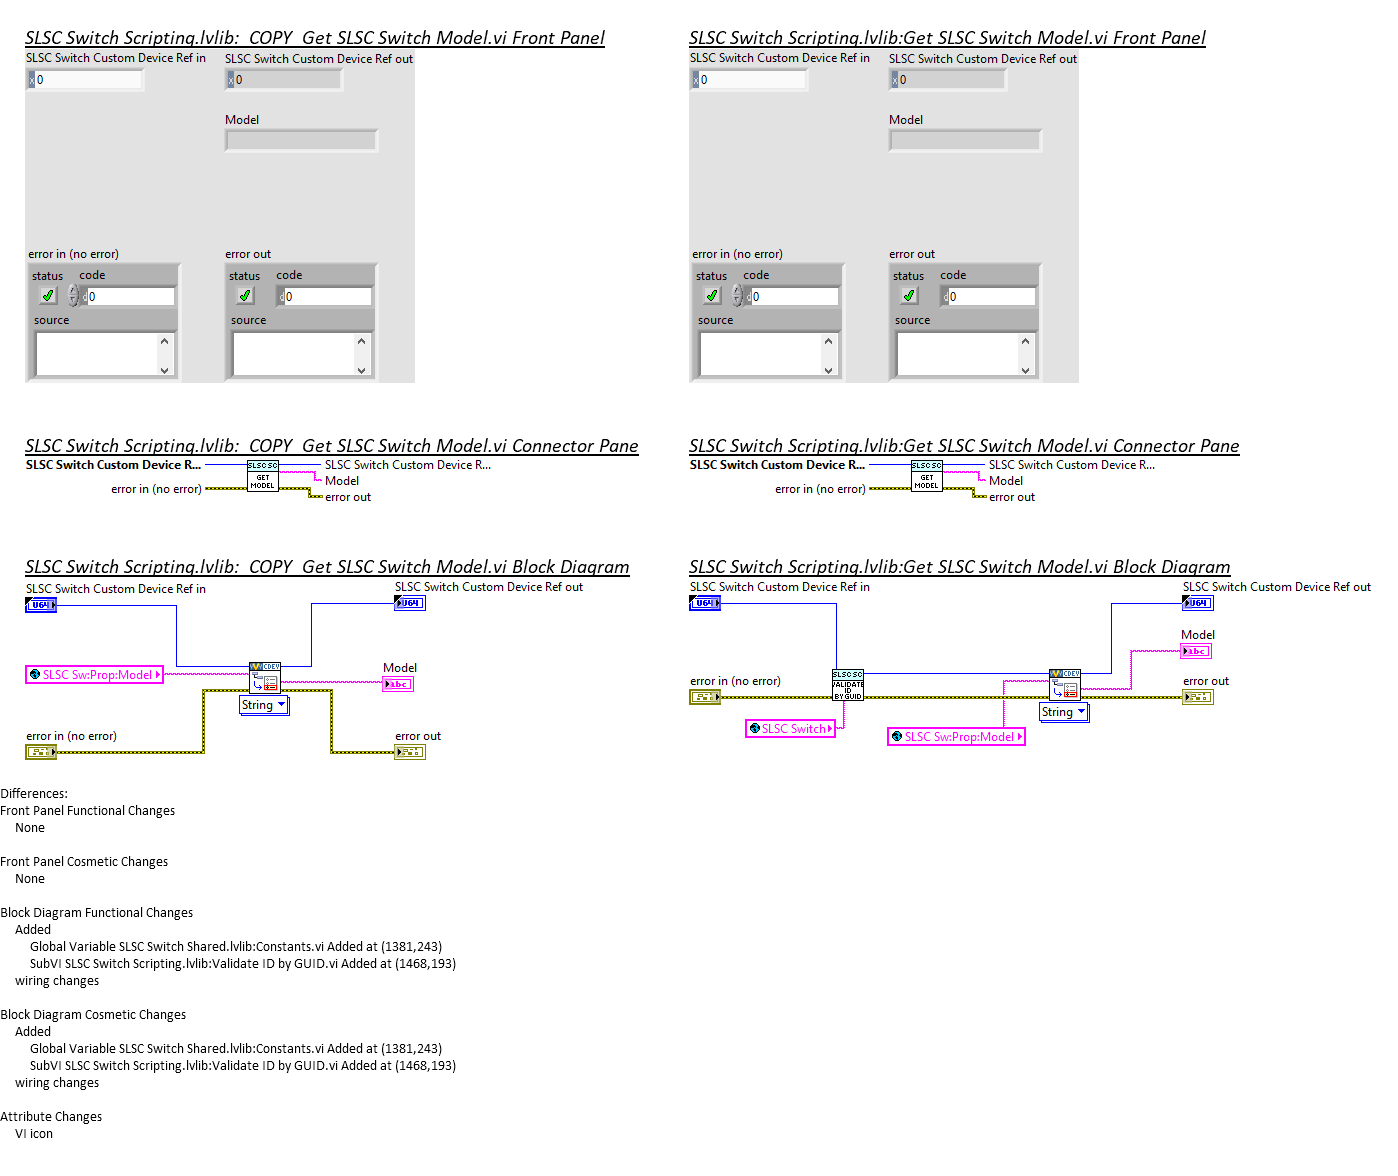 SLSC Switch Scripting.lvlib:_COPY_Get SLSC Switch Model.vi Front Panel
SLSC Switch Custom Device Ref in
SLSC Switch Custom Device Ref out
x 0
x 0
Model
error in (no error)
error out
status code
status code
d 0
d 0
source
source
SLSC Switch Scripting.lvlib:Get SLSC Switch Model.vi Front Panel
SLSC Switch Custom Device Ref in
SLSC Switch Custom Device Ref out
x 0
x 0
Model
error in (no error)
error out
status code
status code
d 0
d 0
source
source
SLSC Switch Scripting.lvlib:_COPY_Get SLSC Switch Model.vi Connector Pane
SLSC Switch Custom Device R...
SLSC SC
GET
MODEL
SLSC Switch Custom Device R...
Model
error in (no error)
error out
SLSC Switch Scripting.lvlib:Get SLSC Switch Model.vi Connector Pane
SLSC Switch Custom Device R...
SLSC SC
GET
MODEL
SLSC Switch Custom Device R...
Model
error in (no error)
error out
SLSC Switch Scripting.lvlib:_COPY_Get SLSC Switch Model.vi Block Diagram
SLSC Switch Custom Device Ref in
SLSC Switch Custom Device Ref out
U64
U64
SLSC Sw:Prop:Model
CDEV
Model
abc
String
error in (no error)
error out
SLSC Switch Scripting.lvlib:Get SLSC Switch Model.vi Block Diagram
SLSC Switch Custom Device Ref in
SLSC Switch Custom Device Ref out
U64
U64
Model
abc
error in (no error)
SLSC SC
VALIDATE
ID
BY GUID
CDEV
error out
String
SLSC Switch
SLSC Sw:Prop:Model
Differences:
Front Panel Functional Changes
None
Front Panel Cosmetic Changes
None
Block Diagram Functional Changes
Added
Global Variable SLSC Switch Shared.lvlib:Constants.vi Added at (1381,243)
SubVI SLSC Switch Scripting.lvlib:Validate ID by GUID.vi Added at (1468,193)
wiring changes
Block Diagram Cosmetic Changes
Added
Global Variable SLSC Switch Shared.lvlib:Constants.vi Added at (1381,243)
SubVI SLSC Switch Scripting.lvlib:Validate ID by GUID.vi Added at (1468,193)
wiring changes
Attribute Changes
VI icon